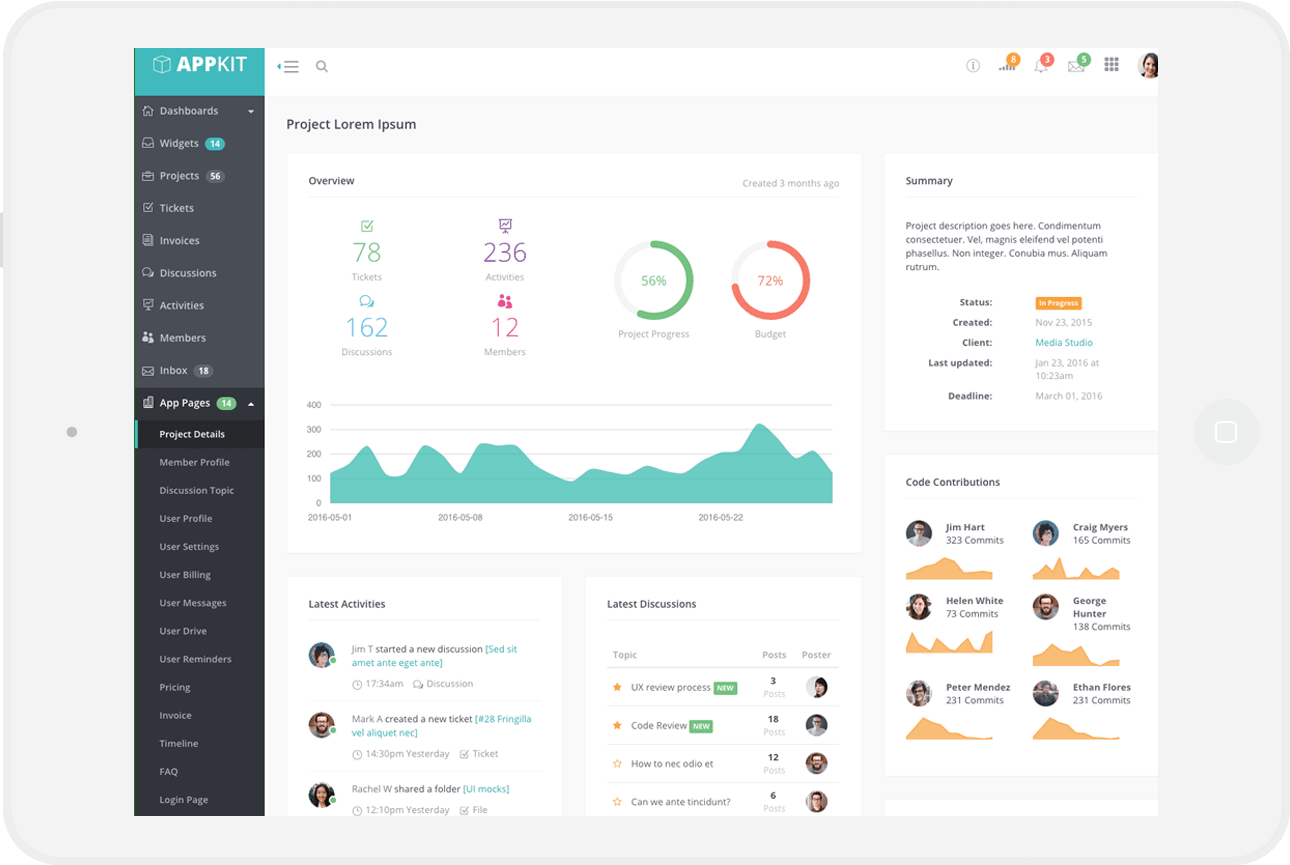 APPKIT
8
3
5
Dashboards
Widgets 14
Projects 56
Tickets
Invoices
Discussions
Activities
Members
Inbox 18
App Pages 14
Project Details
Member Profile
Discussion Topic
User Profile
User Settings
User Billing
User Messages
User Drive
User Reminders
Pricing
Invoice
Timeline
FAQ
Login Page
Project Lorem Ipsum
Overview
Created 3 months ago
78
Tickets
236
Activities
162
Discussions
12
Members
56%
Project Progress
72%
Budget
400
300
200
100
0
2016-05-01 2016-05-08 2016-05-15 2016-05-22
Summary
Project description goes here. Condimentum
consectetuer. Vel, magnis eleifend vel potenti
phasellus. Non integer. Conubia mus. Aliquam
rutrum.
Status: In Progress
Created: Nov 23, 2015
Client: Media Studio
Last updated: Jan 23, 2016 at
10:23am
Deadline: March 01, 2016
Code Contributions
Jim Hart
323 Commits
Craig Myers
165 Commits
Helen White
73 Commits
George
Hunter
138 Commits
Peter Mendez
231 Commits
Ethan Flores
231 Commits
Latest Activities
Jim T started a new discussion [Sed sit
amet ante eget ante]
17:34am Discussion
Mark A created a new ticket [#28 Fringilla
vel aliquet nec]
14:30pm Yesterday Ticket
Rachel W shared a folder [UI mocks]
12:10pm Yesterday File
Latest Discussions
Topic Posts Poster
UX review process NEW 3
Posts
Code Review NEW 18
Posts
How to nec odio et 12
Posts
Can we ante tincidunt? 6
Posts